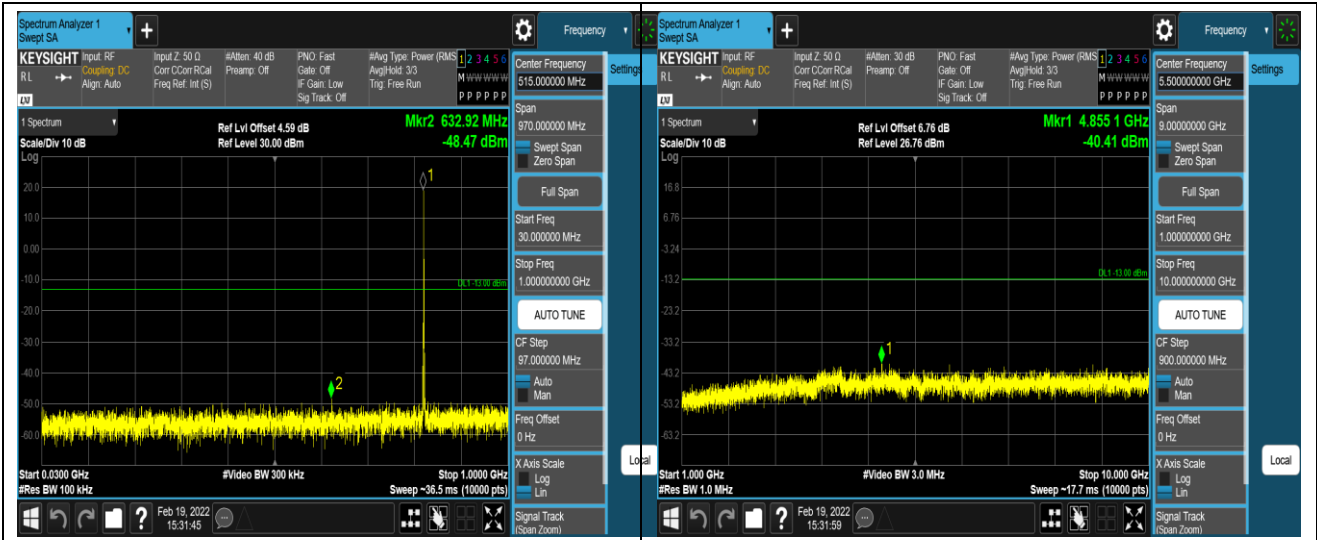 Spectrum Analyzer 1
Swept SA
+
Frequency
KEYSIGHT
R L
LXI
Input: RF
Coupling: DC
Align: Auto
Input Z: 50 Ω
Corr CCorr RCal
Freq Ref: Int (S)
#Atten: 40 dB
Preamp: Off
PNO: Fast
Gate: Off
IF Gain: Low
Sig Track: Off
#Avg Type: Power (RMS
Avg|Hold: 3/3
Trig: Free Run
1 2 3 4 5 6
M W W W W W
P P P P P P
Center Frequency
515.000000 MHz
Settings
1 Spectrum
Scale/Div 10 dB
Log
Ref Lvl Offset 4.59 dB
Ref Level 30.00 dBm
Mkr2 632.92 MHz
-48.47 dBm
Span
970.000000 MHz
Swept Span
Zero Span
Full Span
Start Freq
30.000000 MHz
Stop Freq
1.000000000 GHz
AUTO TUNE
CF Step
97.000000 MHz
Auto
Man
Freq Offset
0 Hz
X Axis Scale
Log
Lin
Local
Signal Track
(Span Zoom)
20.0
10.0
0.00
-10.0
-20.0
-30.0
-40.0
-50.0
-60.0
1
DL1 -13.00 dBm
2
Start 0.0300 GHz
#Res BW 100 kHz
#Video BW 300 kHz
Stop 1.0000 GHz
Sweep ~36.5 ms (10000 pts)
?
Feb 19, 2022
15:31:45
Spectrum Analyzer 1
Swept SA
+
Frequency
KEYSIGHT
R L
LXI
Input: RF
Coupling: DC
Align: Auto
Input Z: 50 Ω
Corr CCorr RCal
Freq Ref: Int (S)
#Atten: 30 dB
Preamp: Off
PNO: Fast
Gate: Off
IF Gain: Low
Sig Track: Off
#Avg Type: Power (RMS
Avg|Hold: 3/3
Trig: Free Run
1 2 3 4 5 6
M W W W W W
P P P P P P
Center Frequency
5.500000000 GHz
Settings
1 Spectrum
Scale/Div 10 dB
Log
Ref Lvl Offset 6.76 dB
Ref Level 26.76 dBm
Mkr1 4.855 1 GHz
-40.41 dBm
Span
9.00000000 GHz
Swept Span
Zero Span
Full Span
Start Freq
1.000000000 GHz
Stop Freq
10.000000000 GHz
AUTO TUNE
CF Step
900.000000 MHz
Auto
Man
Freq Offset
0 Hz
X Axis Scale
Log
Lin
Local
Signal Track
(Span Zoom)
16.8
6.76
-3.24
-13.2
-23.2
-33.2
-43.2
-53.2
-63.2
DL1 -13.00 dBm
1
Start 1.000 GHz
#Res BW 1.0 MHz
#Video BW 3.0 MHz
Stop 10.000 GHz
Sweep ~17.7 ms (10000 pts)
?
Feb 19, 2022
15:31:59